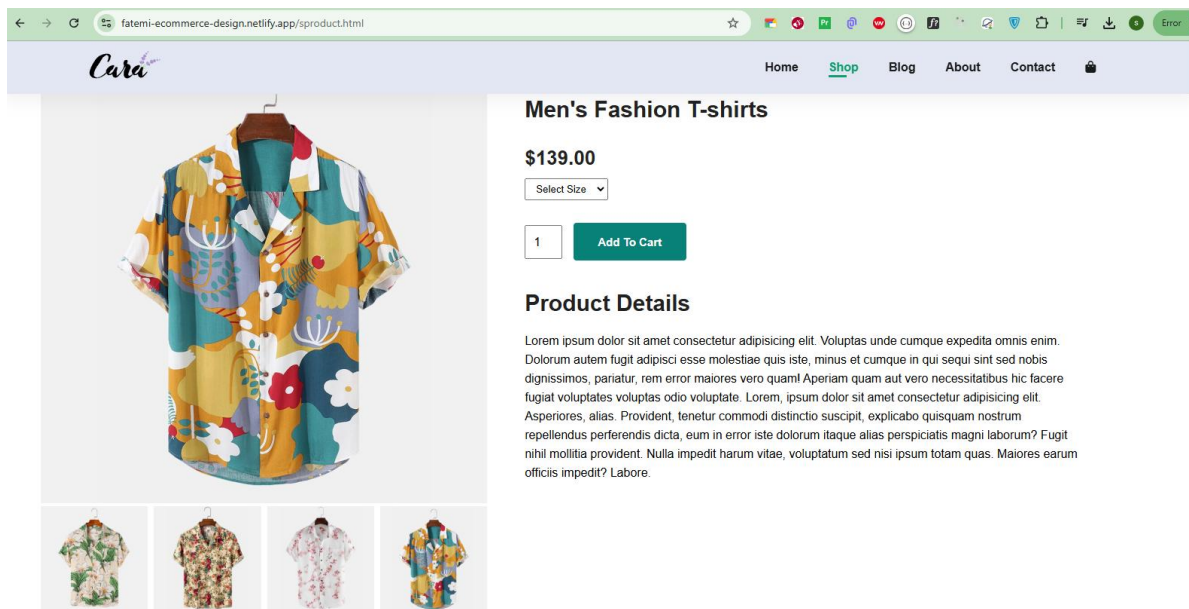 fatemi-ecommerce-design.netlify.app/sproduct.html
Error
Cara
Home Shop Blog About Contact
Men's Fashion T-shirts
$139.00
Select Size
1 Add To Cart
Product Details
Lorem ipsum dolor sit amet consectetur adipisicing elit. Voluptas unde cumque expedita omnis enim.
Dolorum autem fugit adipisci esse molestiae quis iste, minus et cumque in qui sequi sint sed nobis
dignissimos, pariatur, rem error maiores vero quam! Aperiam quam aut vero necessitatibus hic facere
fugiat voluptates voluptas odio voluptate. Lorem, ipsum dolor sit amet consectetur adipisicing elit.
Asperiores, alias. Provident, tenetur commodi distinctio suscipit, explicabo quisquam nostrum
repellendus perferendis dicta, eum in error iste dolorum itaque alias perspiciatis magni laborum? Fugit
nihil mollitia provident. Nulla impedit harum vitae, voluptatum sed nisi ipsum totam quas. Maiores earum
officiis impedit? Labore.